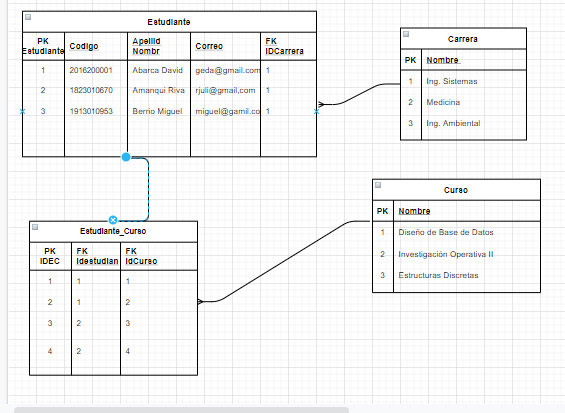 Estudiante
PK Estudiante Codigo Apellid Nombr Correo FK IDCarrera
1 2016200001 Abarca David geda@gmail.com 1
2 1823010670 Amanqui Riva rjuli@gmail,com 1
3 1913010953 Berrio Miguel miguel@gamil.co 1
Carrera
PK Nombre
1 Ing. Sistemas
2 Medicina
3 Ing. Ambiental
Curso
PK Nombre
1 Diseño de Base de Datos
2 Investigación Operativa II
3 Estructuras Discretas
Estudiante_Curso
PK IDEC FK Idestudian FK IdCurso
1 1 1
2 1 2
3 2 3
4 2 4